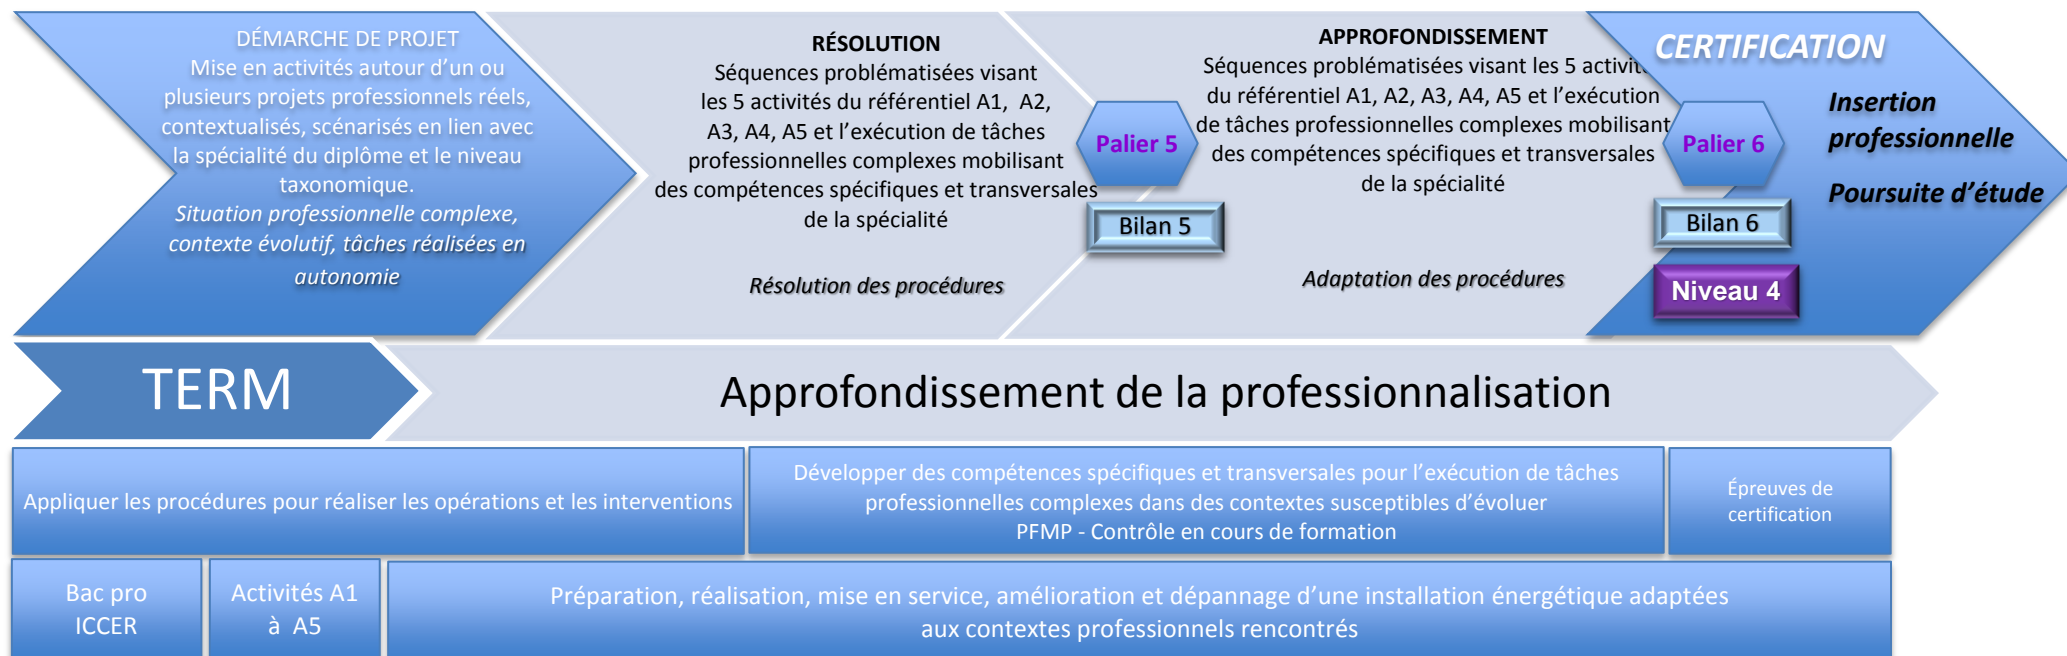 DÉMARCHE DE PROJET
Mise en activités autour d’un ou
plusieurs projets professionnels réels,
contextualisés, scénarisés en lien avec
la spécialité du diplôme et le niveau
taxonomique.
Situation professionnelle complexe,
contexte évolutif, tâches réalisées en
autonomie
RÉSOLUTION
Séquences problématisées visant
les 5 activités du référentiel A1, A2,
A3, A4, A5 et l’exécution de tâches
professionnelles complexes mobilisant
des compétences spécifiques et transversales
de la spécialité
Résolution des procédures
Palier 5
Bilan 5
APPROFONDISSEMENT
Séquences problématisées visant les 5 activit
du référentiel A1, A2, A3, A4, A5 et l’exécution
de tâches professionnelles complexes mobilisant
des compétences spécifiques et transversales
de la spécialité
Adaptation des procédures
Palier 6
Bilan 6
Niveau 4
CERTIFICATION
Insertion
professionnelle
Poursuite d’étude
TERM
Approfondissement de la professionnalisation
Appliquer les procédures pour réaliser les opérations et les interventions
Développer des compétences spécifiques et transversales pour l’exécution de tâches
professionnelles complexes dans des contextes susceptibles d’évoluer
PFMP - Contrôle en cours de formation
Épreuves de
certification
Bac pro
ICCER
Activités A1
à A5
Préparation, réalisation, mise en service, amélioration et dépannage d’une installation énergétique adaptées
aux contextes professionnels rencontrés